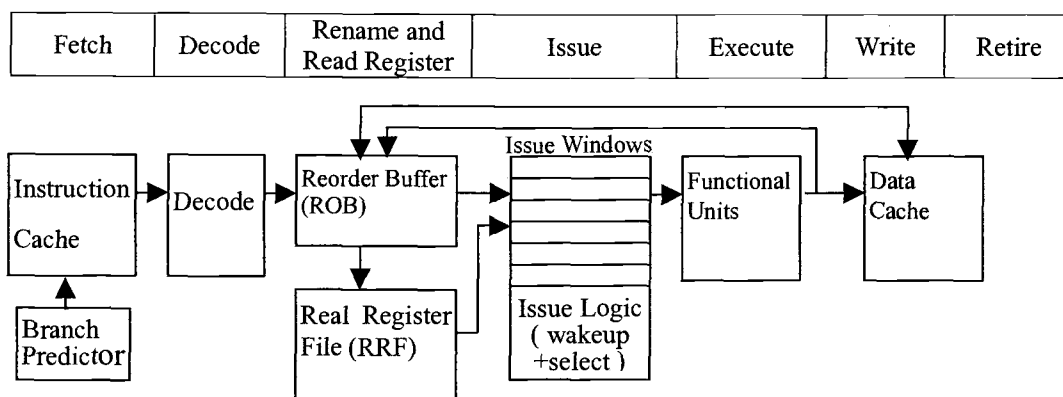 Fetch
Decode
Rename and
Read Register
Issue
Execute
Write
Retire
Issue Windows
Instruction
Cache
Decode
Reorder Buffer
(ROB)
Functional
Units
Data
Cache
Branch
Predictor
Real Register
File (RRF)
Issue Logic
( wakeup
+select )